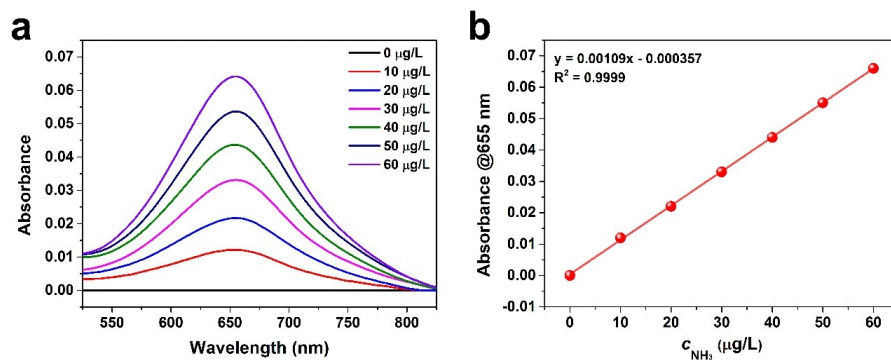 a
0.07
0.06
0.05
0.04
0.03
0.02
0.01
0.00
Absorbance
550
600
650
700
750
800
Wavelength (nm)
0 μg/L
10 μg/L
20 μg/L
30 μg/L
40 μg/L
50 μg/L
60 μg/L
b
y = 0.00109x - 0.000357
R² = 0.9999
0.07
0.06
0.05
0.04
0.03
0.02
0.01
0.00
-0.01
Absorbance @655 nm
0
10
20
30
40
50
60
c NH₃ (μg/L)